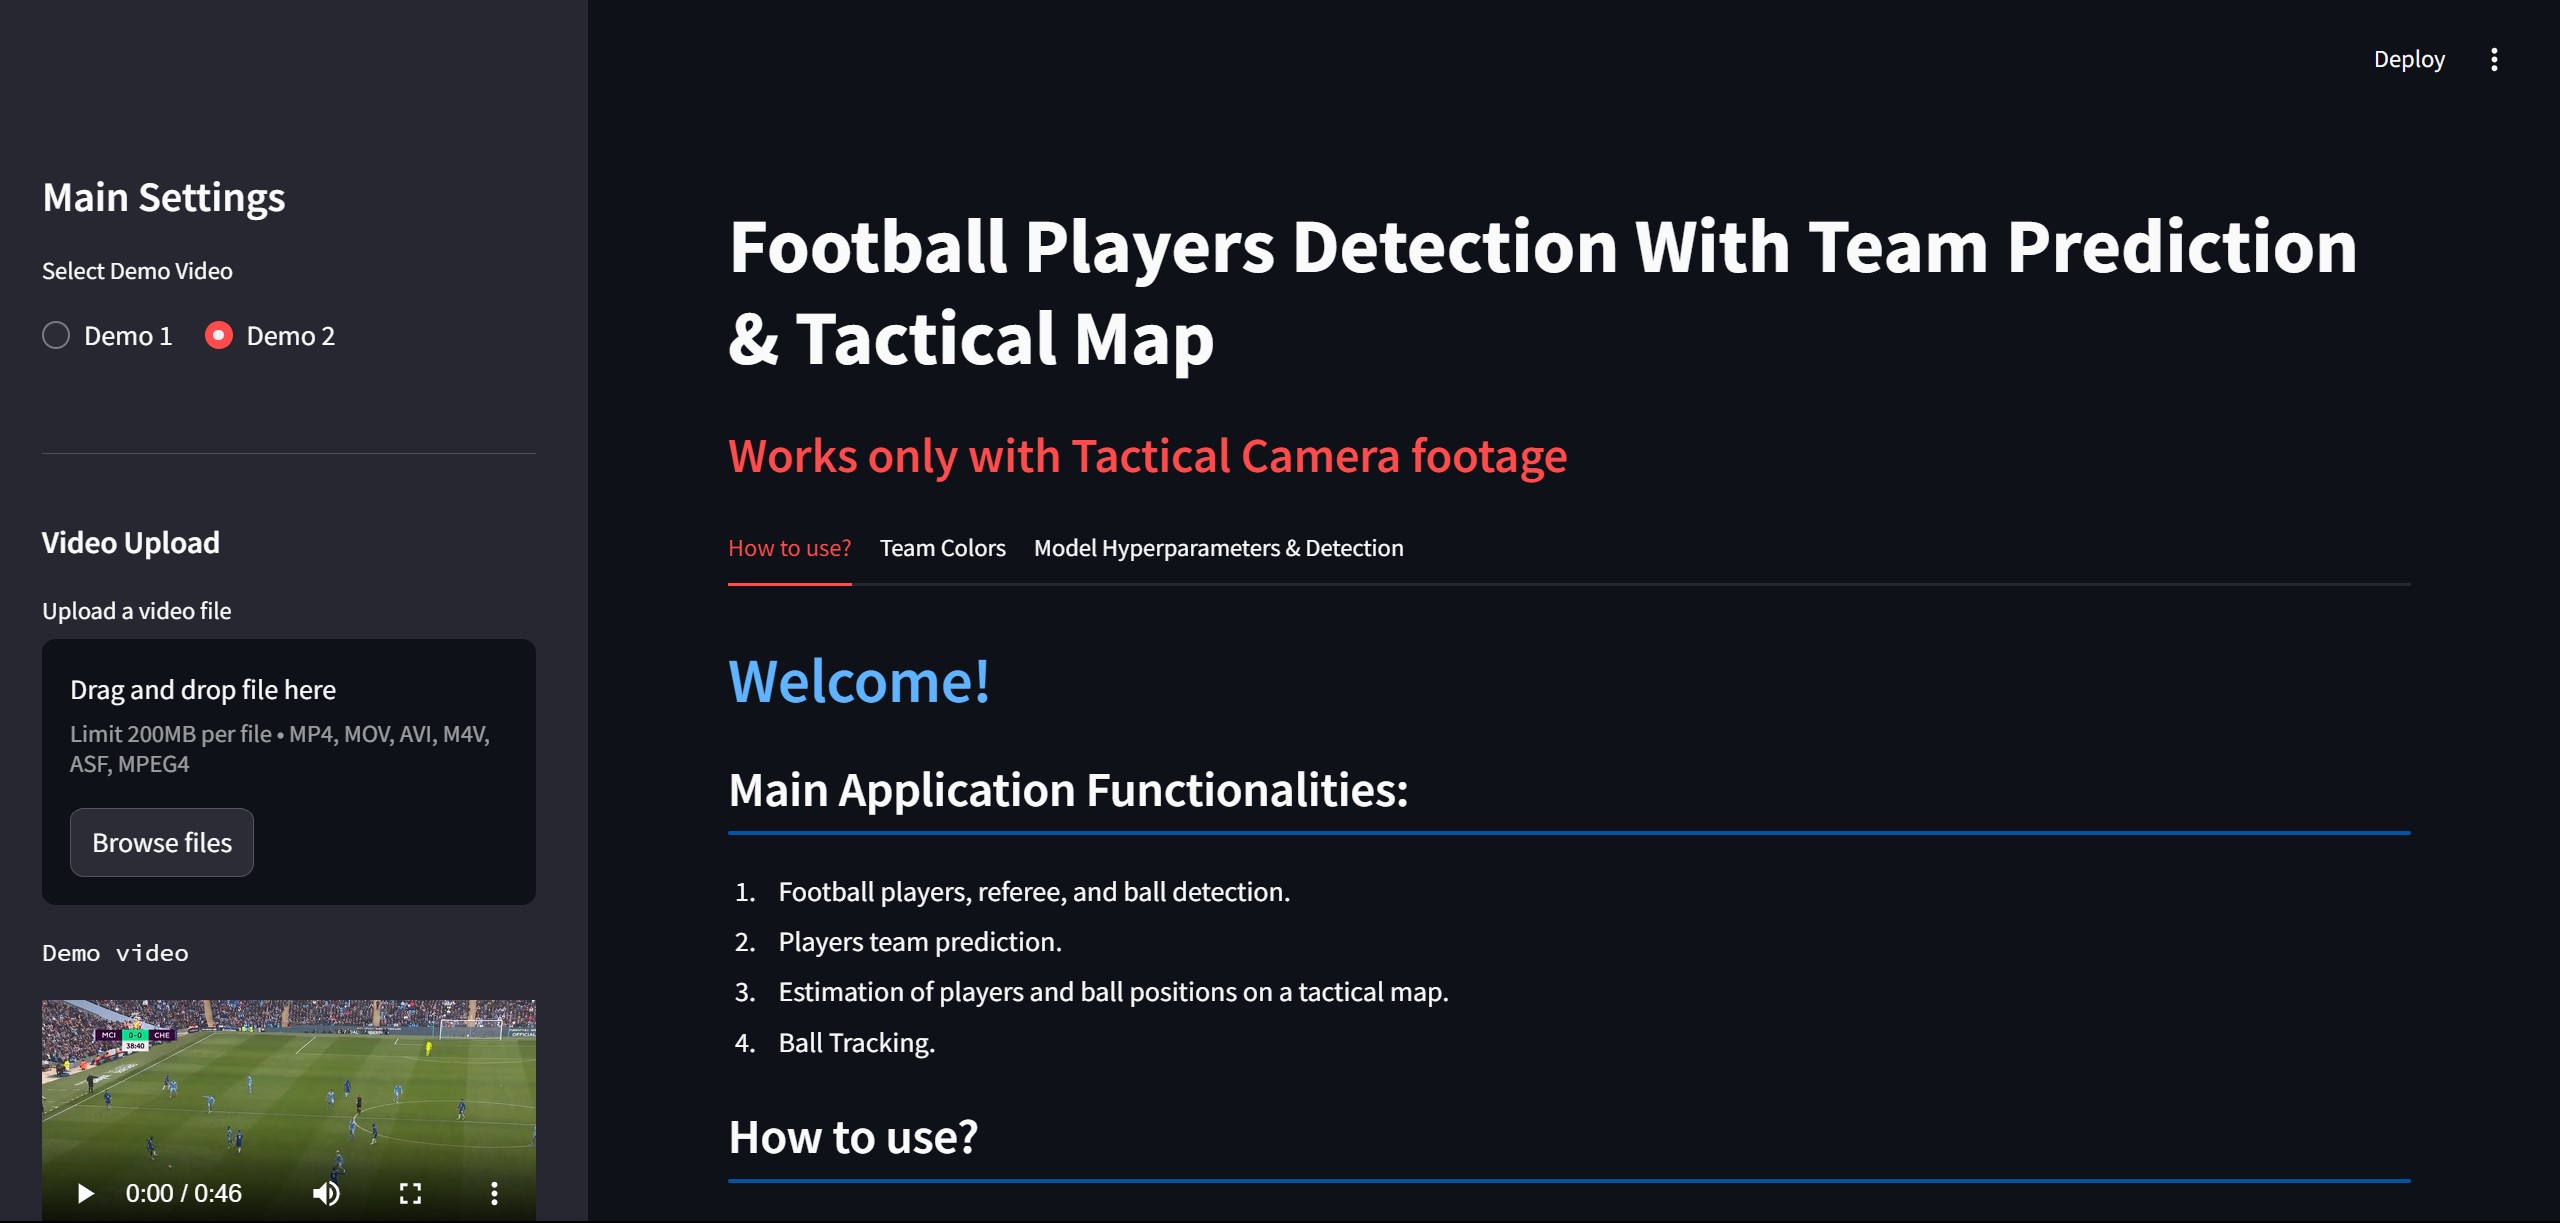 Deploy
Main Settings
Select Demo Video
Demo 1
Demo 2
Video Upload
Upload a video file
Drag and drop file here
Limit 200MB per file • MP4, MOV, AVI, M4V,
ASF, MPEG4
Browse files
Demo video
MCI 0-0 CHE
38:40
0:00 / 0:46
Football Players Detection With Team Prediction
& Tactical Map
Works only with Tactical Camera footage
How to use?
Team Colors
Model Hyperparameters & Detection
Welcome!
Main Application Functionalities:
1. Football players, referee, and ball detection.
2. Players team prediction.
3. Estimation of players and ball positions on a tactical map.
4. Ball Tracking.
How to use?